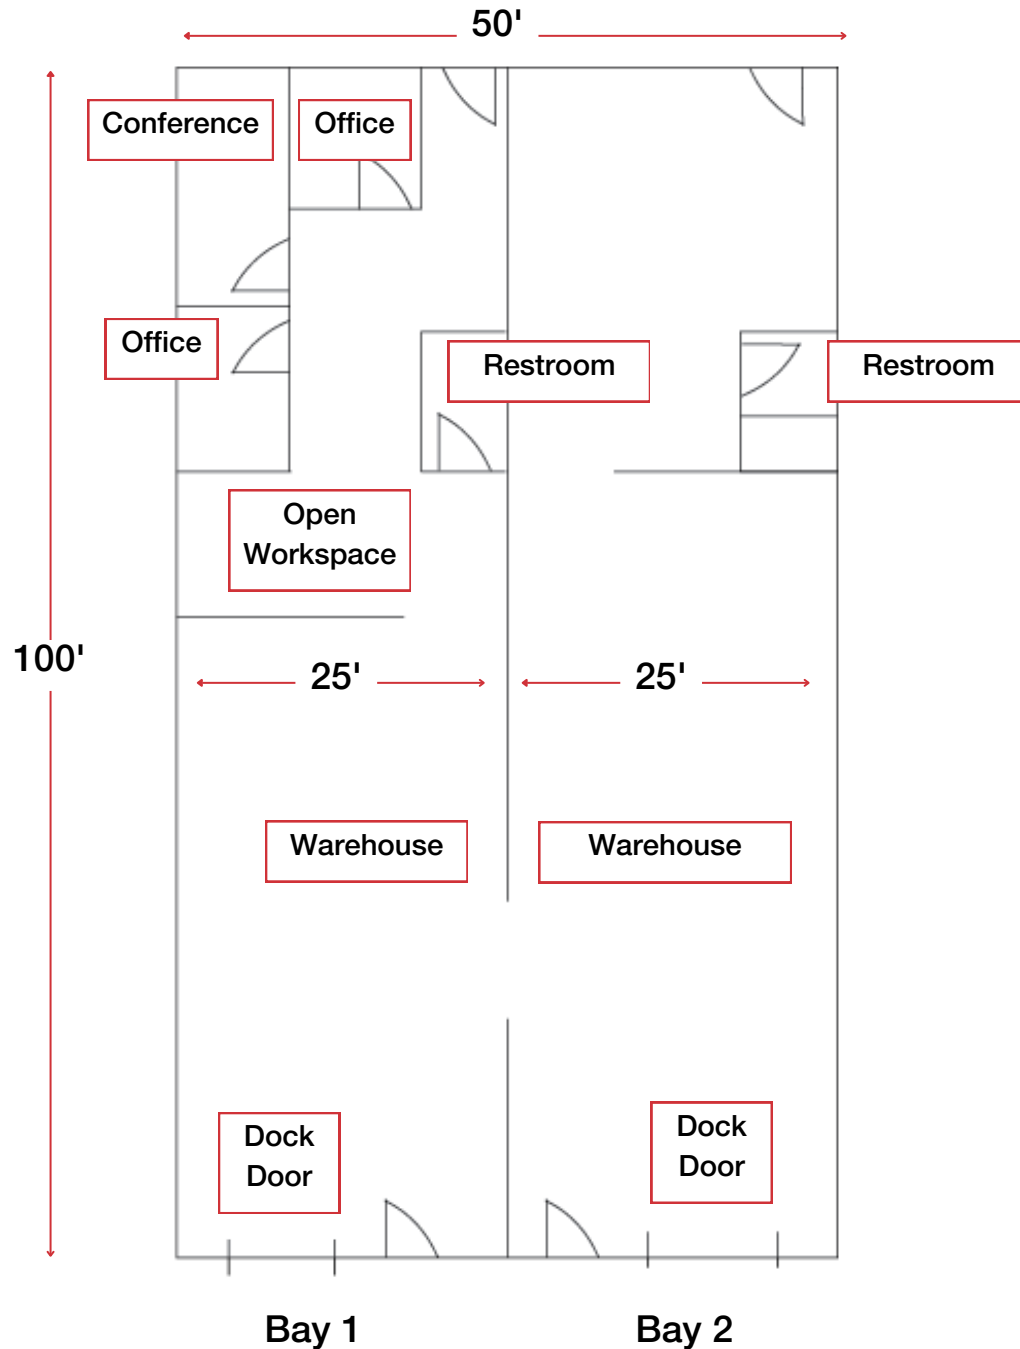 50'
Conference
Office
Office
Restroom
Restroom
Open
Workspace
100'
25'
25'
Warehouse
Warehouse
Dock
Door
Dock
Door
Bay 1
Bay 2